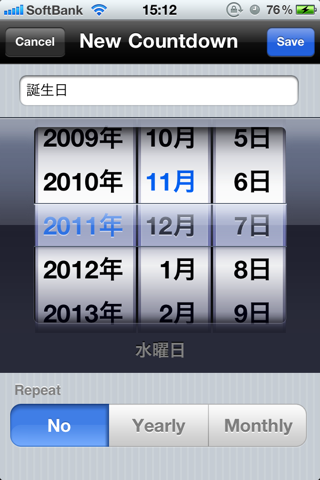 SoftBank 15:12 76%
Cancel New Countdown Save
誕生日
2009年 10月 5日
2010年 11月 6日
2011年 12月 7日
2012年 1月 8日
2013年 2月 9日
水曜日
Repeat
No Yearly Monthly